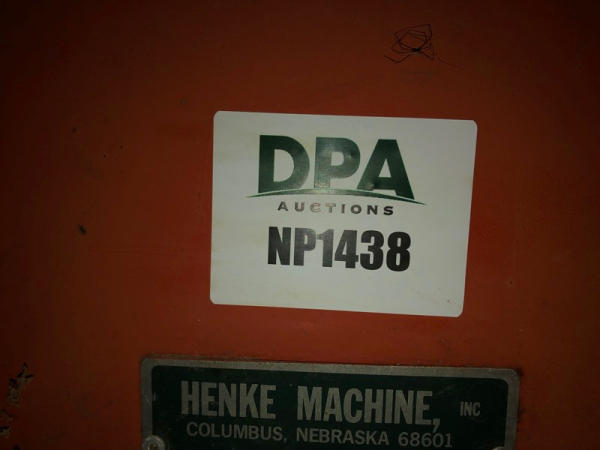 DPA
AUCTIONS
NP1438
HENKE MACHINE, INC
COLUMBUS, NEBRASKA 68601